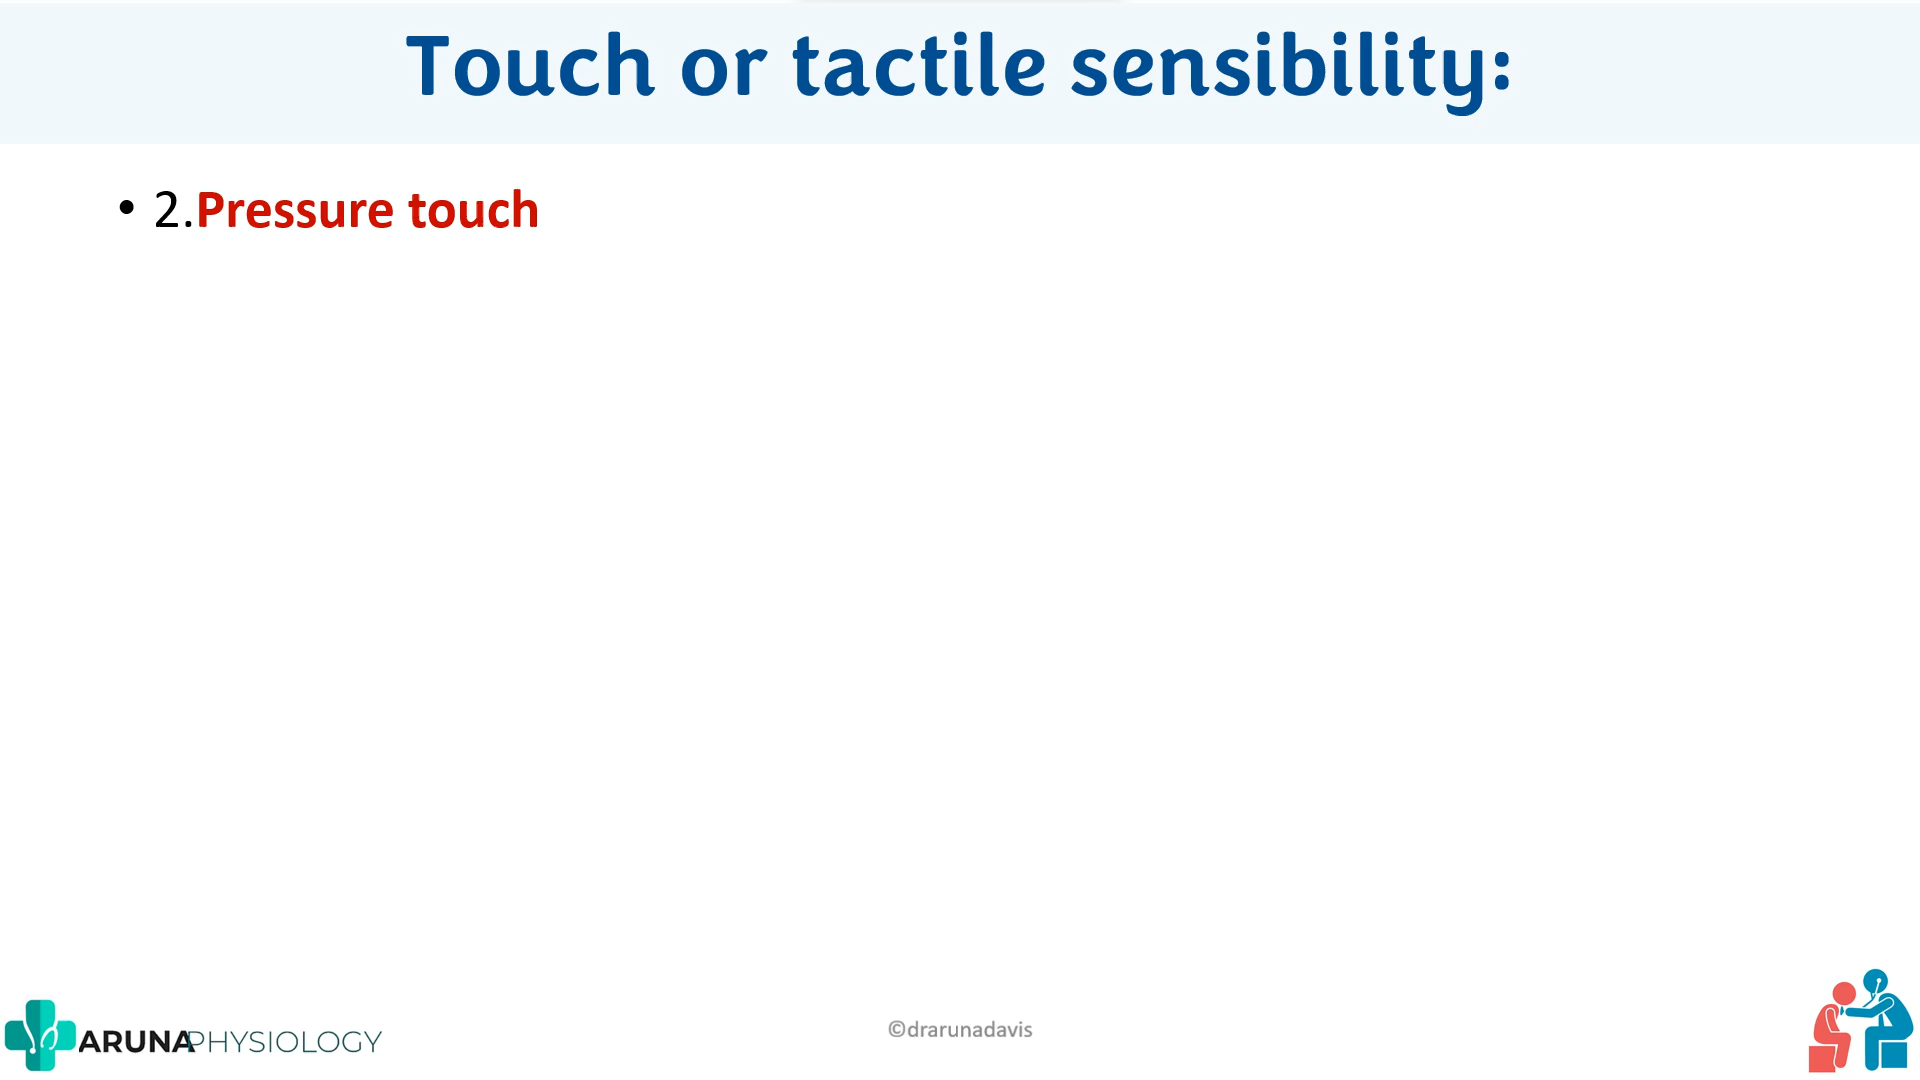 Touch or tactile sensibility:
• 2.Pressure touch
ARUNAPHYSIOLOGY
©drarunadavis